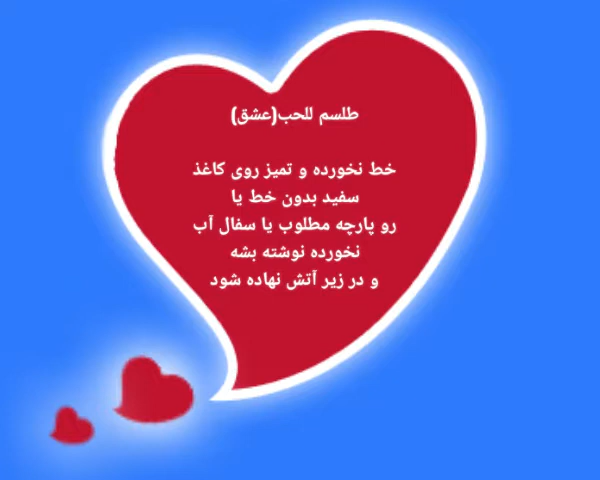 طلسم للحب(عشق)
خط نخورده و تمیز روی کاغذ
سفید بدون خط یا
رو پارچه مطلوب یا سفال آب
نخورده نوشته بشه
و در زیر آتش نهاده شود